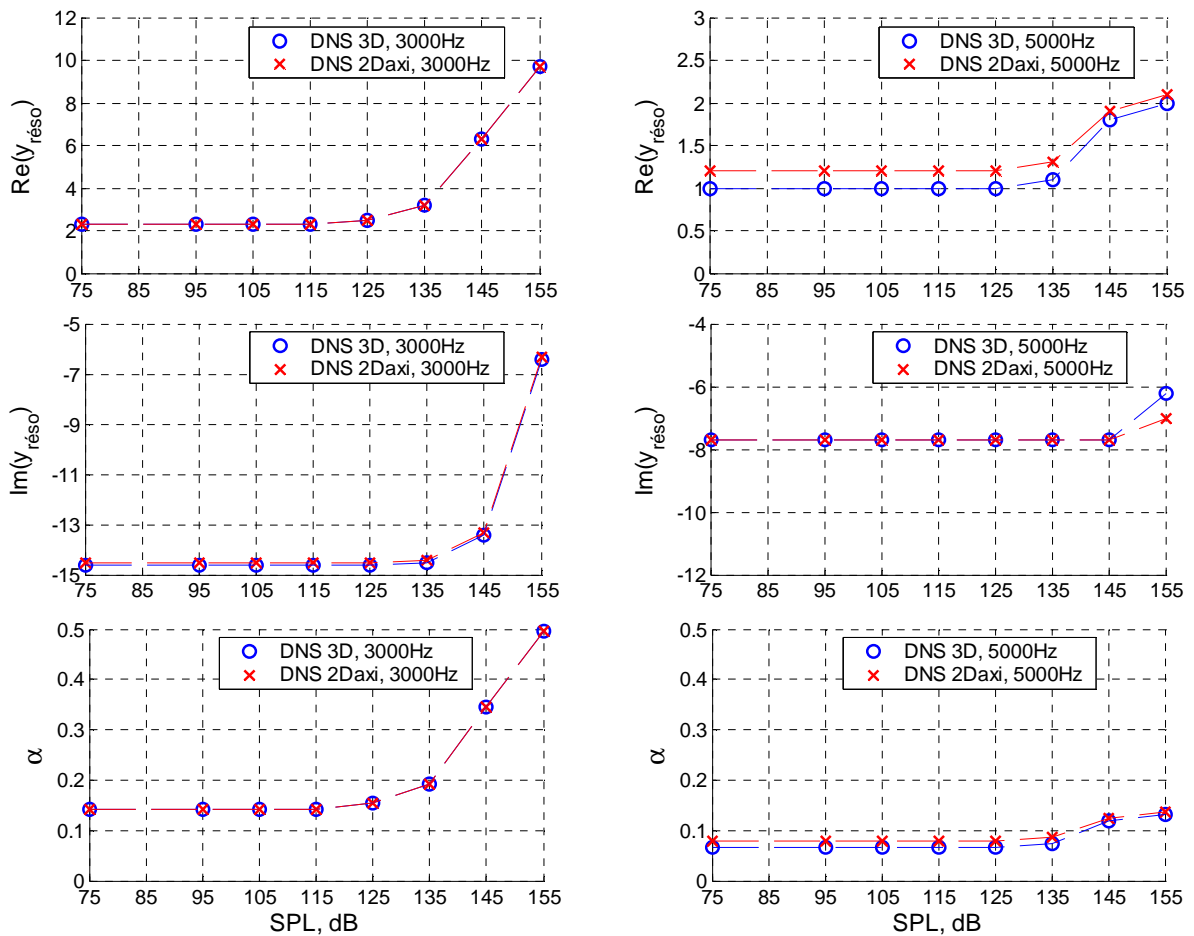 12
10
8
6
4
2
0
Re(y_réso)
DNS 3D, 3000Hz
DNS 2Daxi, 3000Hz
75 85 95 105 115 125 135 145 155
3
2.5
2
1.5
1
0.5
0
Re(y_réso)
DNS 3D, 5000Hz
DNS 2Daxi, 5000Hz
75 85 95 105 115 125 135 145 155
-5
-7
-9
-11
-13
-15
Im(y_réso)
DNS 3D, 3000Hz
DNS 2Daxi, 3000Hz
75 85 95 105 115 125 135 145 155
-4
-6
-8
-10
-12
Im(y_réso)
DNS 3D, 5000Hz
DNS 2Daxi, 5000Hz
75 85 95 105 115 125 135 145 155
0.5
0.4
0.3
0.2
0.1
0
α
DNS 3D, 3000Hz
DNS 2Daxi, 3000Hz
75 85 95 105 115 125 135 145 155
SPL, dB
0.5
0.4
0.3
0.2
0.1
0
α
DNS 3D, 5000Hz
DNS 2Daxi, 5000Hz
75 85 95 105 115 125 135 145 155
SPL, dB